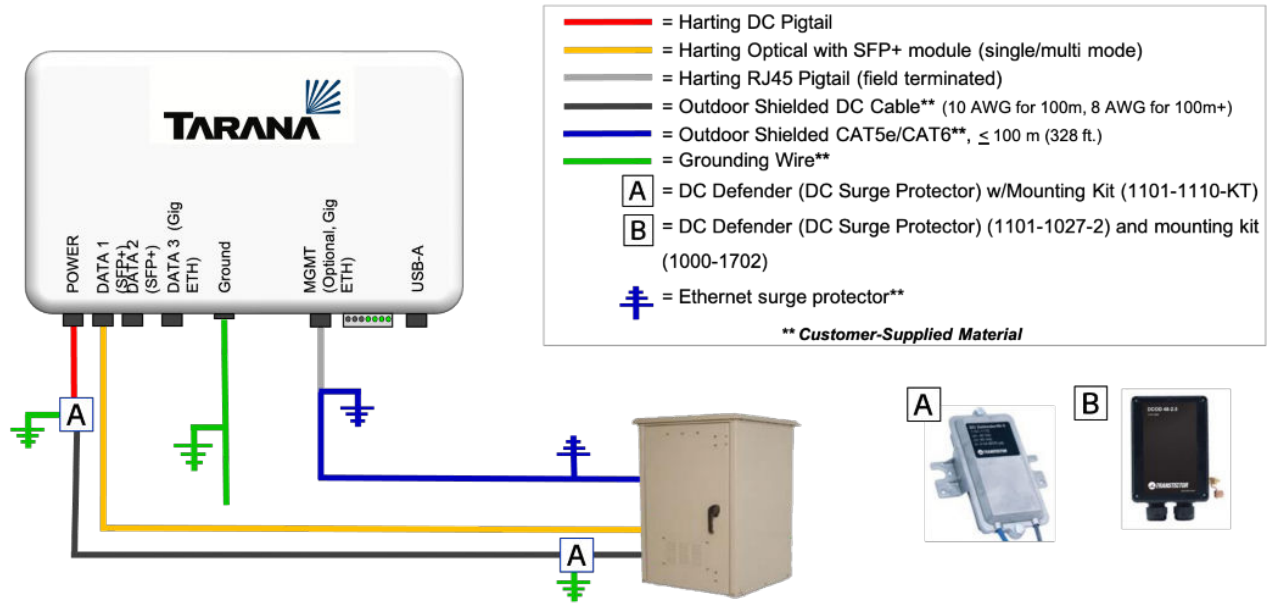 TARANA
POWER
DATA 1
(SFP+)
DATA 2
(SFP+)
DATA 3 (Gig
ETH)
Ground
MGMT
(Optional, Gig
ETH)
USB-A
= Harting DC Pigtail
= Harting Optical with SFP+ module (single/multi mode)
= Harting RJ45 Pigtail (field terminated)
= Outdoor Shielded DC Cable** (10 AWG for 100m, 8 AWG for 100m+)
= Outdoor Shielded CAT5e/CAT6**, ≤ 100 m (328 ft.)
= Grounding Wire**
A = DC Defender (DC Surge Protector) w/Mounting Kit (1101-1110-KT)
B = DC Defender (DC Surge Protector) (1101-1027-2) and mounting kit
(1000-1702)
= Ethernet surge protector**
** Customer-Supplied Material
A
A
A
B
TRANSTECTOR
TRANSTECTOR